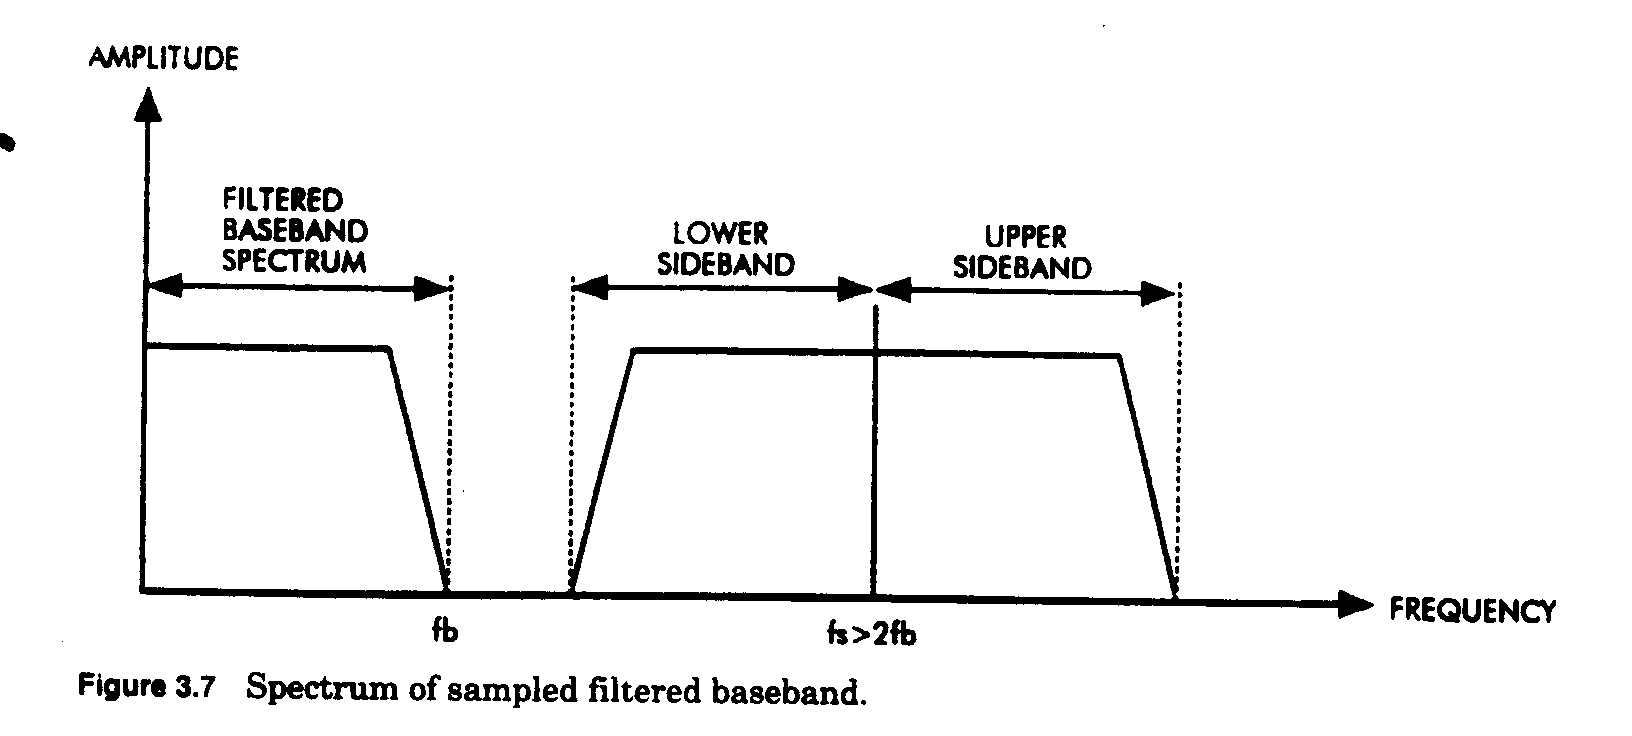 AMPLITUDE
FILTERED
BASEBAND
SPECTRUM
LOWER
SIDEBAND
UPPER
SIDEBAND
FREQUENCY
fb
fs>2fb
Figure 3.7 Spectrum of sampled filtered baseband.